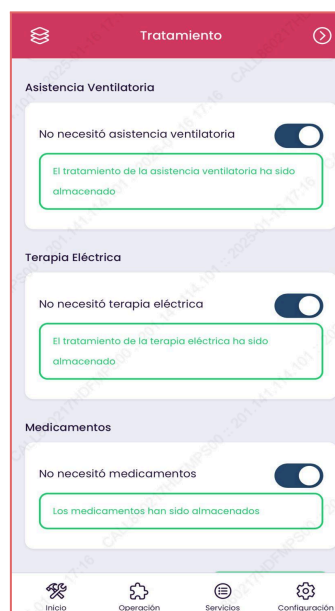 Tratamiento
Asistencia Ventilatoria
No necesitó asistencia ventilatoria
El tratamiento de la asistencia ventilatoria ha sido
almacenado
Terapia Eléctrica
No necesitó terapia eléctrica
El tratamiento de la terapia eléctrica ha sido
almacenado
Medicamentos
No necesitó medicamentos
Los medicamentos han sido almacenados
Inicio Operación Servicios Configuración